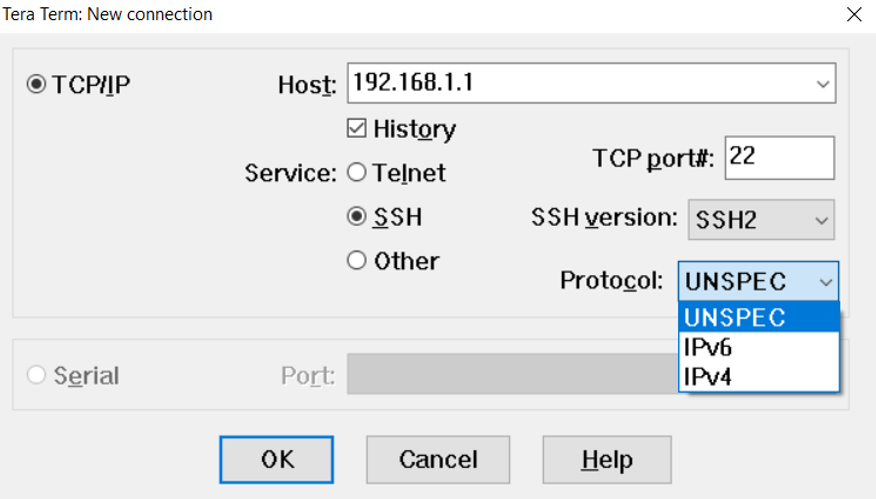 Tera Term: New connection
TCP/IP
Host: 192.168.1.1
History
Service: Telnet
TCP port#: 22
SSH
SSH version: SSH2
Other
Protocol: UNSPEC
UNSPEC
IPv6
IPv4
Serial
Port:
OK
Cancel
Help